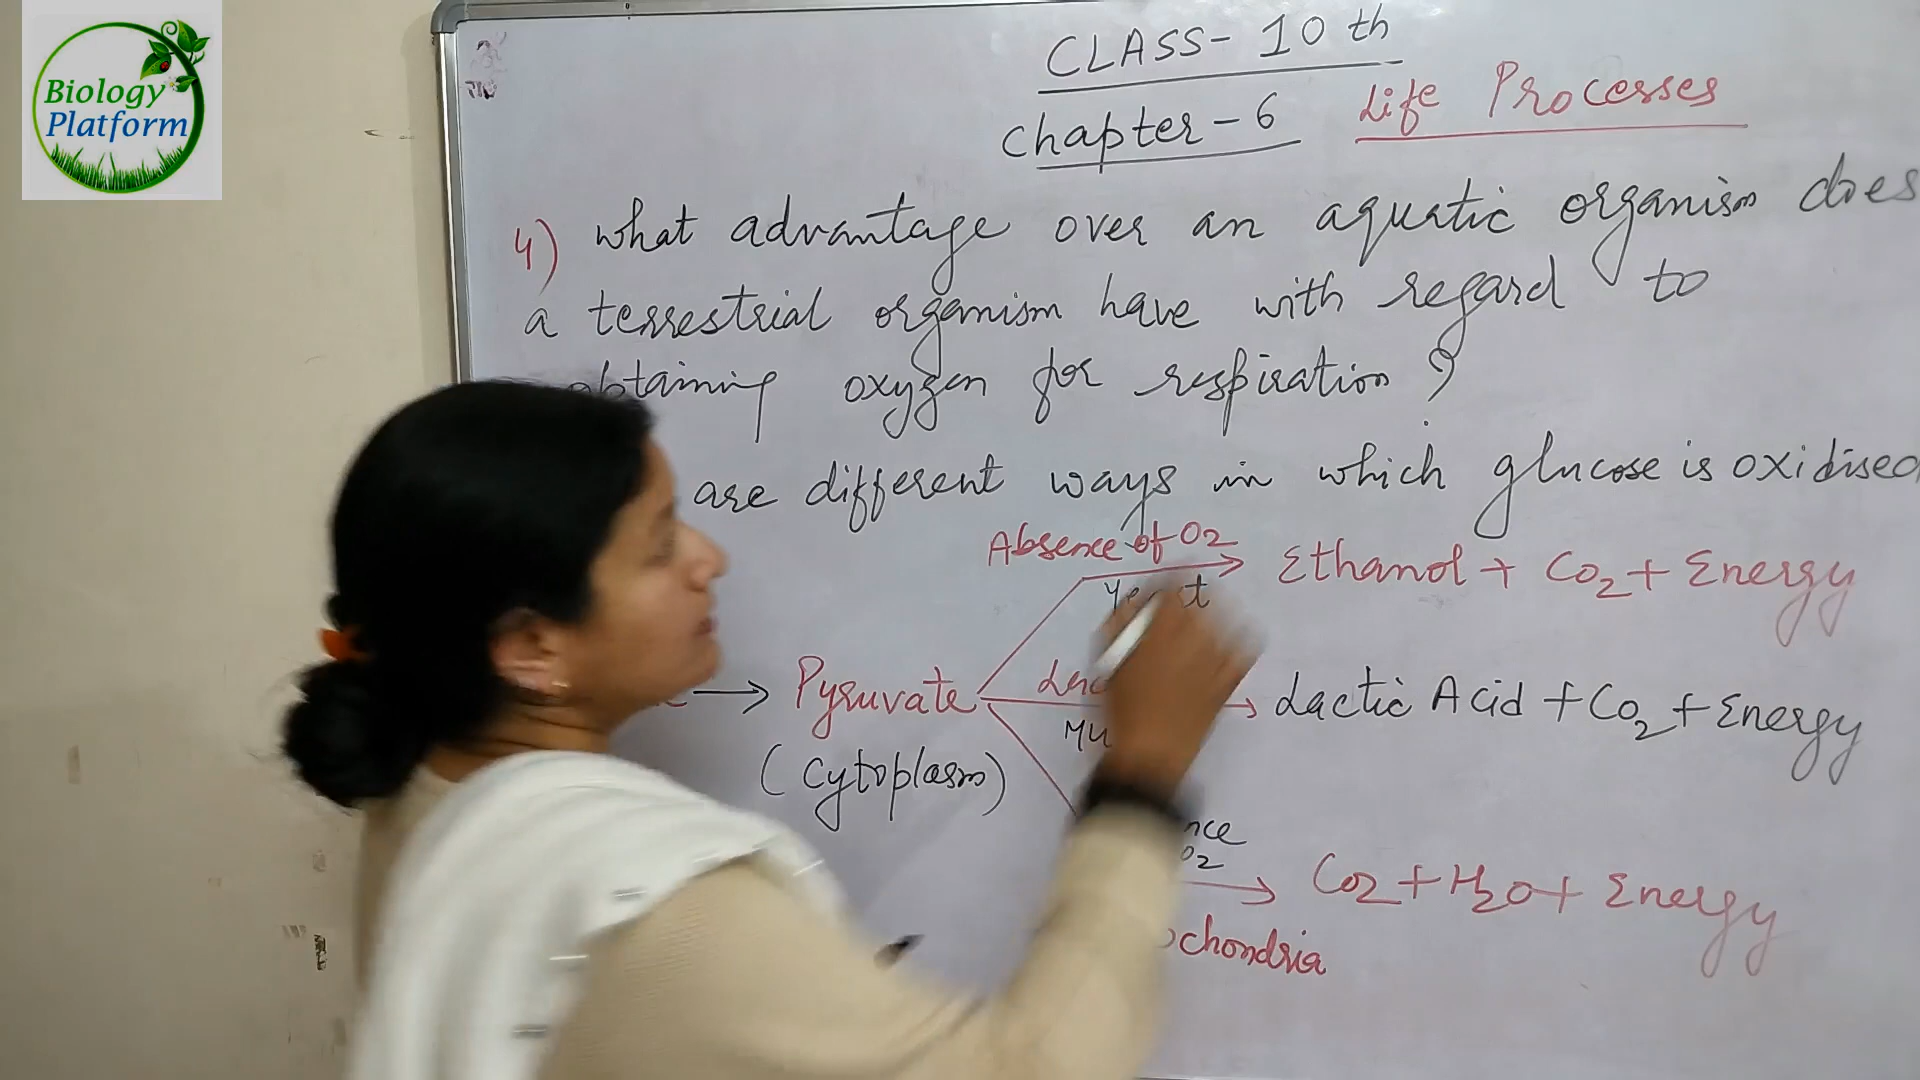 Biology
Platform
CLASS- 10 th
Chapter - 6 Life Processes
4) What advantage over an aquatic organism does
a terrestrial organism have with regard to
obtaining oxygen for respiration ?
are different ways in which glucose is oxidised
Absence of O2
Ethanol + CO2 + Energy
Pyruvate
Lactic Acid + CO2 + Energy
(Cytoplasm)
O2
CO2 + H2O + Energy